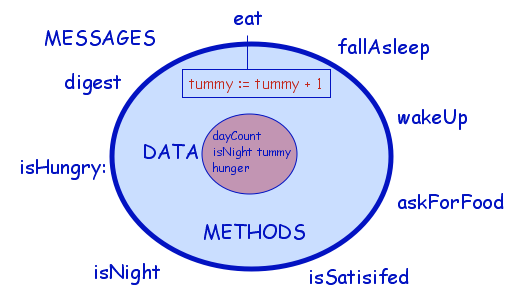 eat
MESSAGES
fallAsleep
digest
tummy := tummy + 1
wakeUp
dayCount
DATA
isNight tummy
hunger
isHungry:
askForFood
METHODS
isNight
isSatisifed